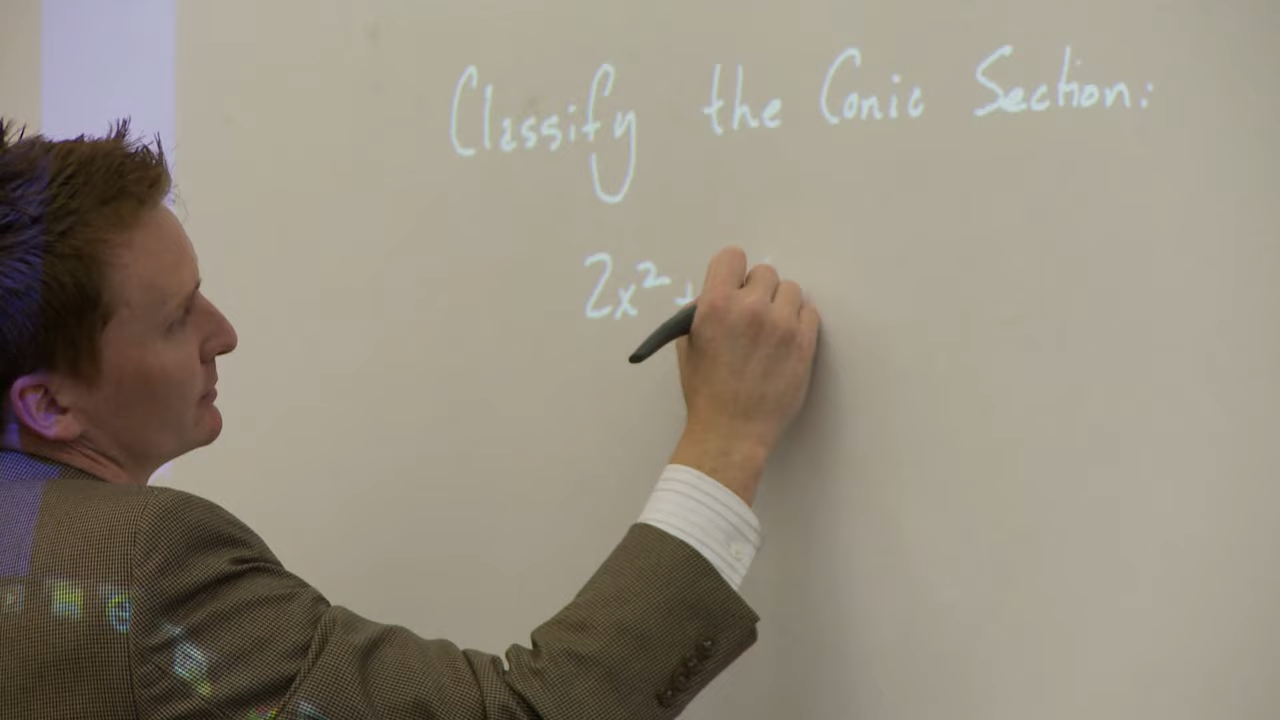 Classify the Conic Section:
2x² +